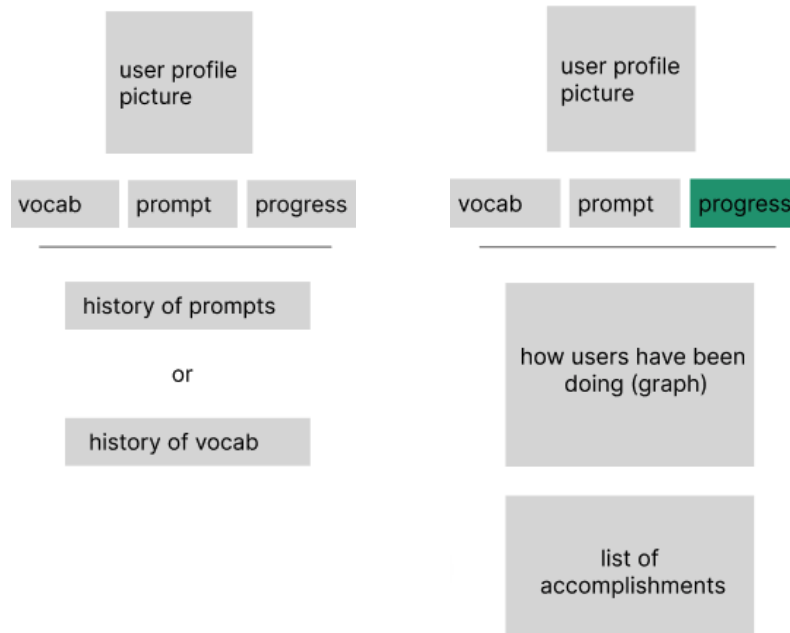 user profile
picture
vocab
prompt
progress
history of prompts
or
history of vocab
user profile
picture
vocab
prompt
progress
how users have been
doing (graph)
list of
accomplishments